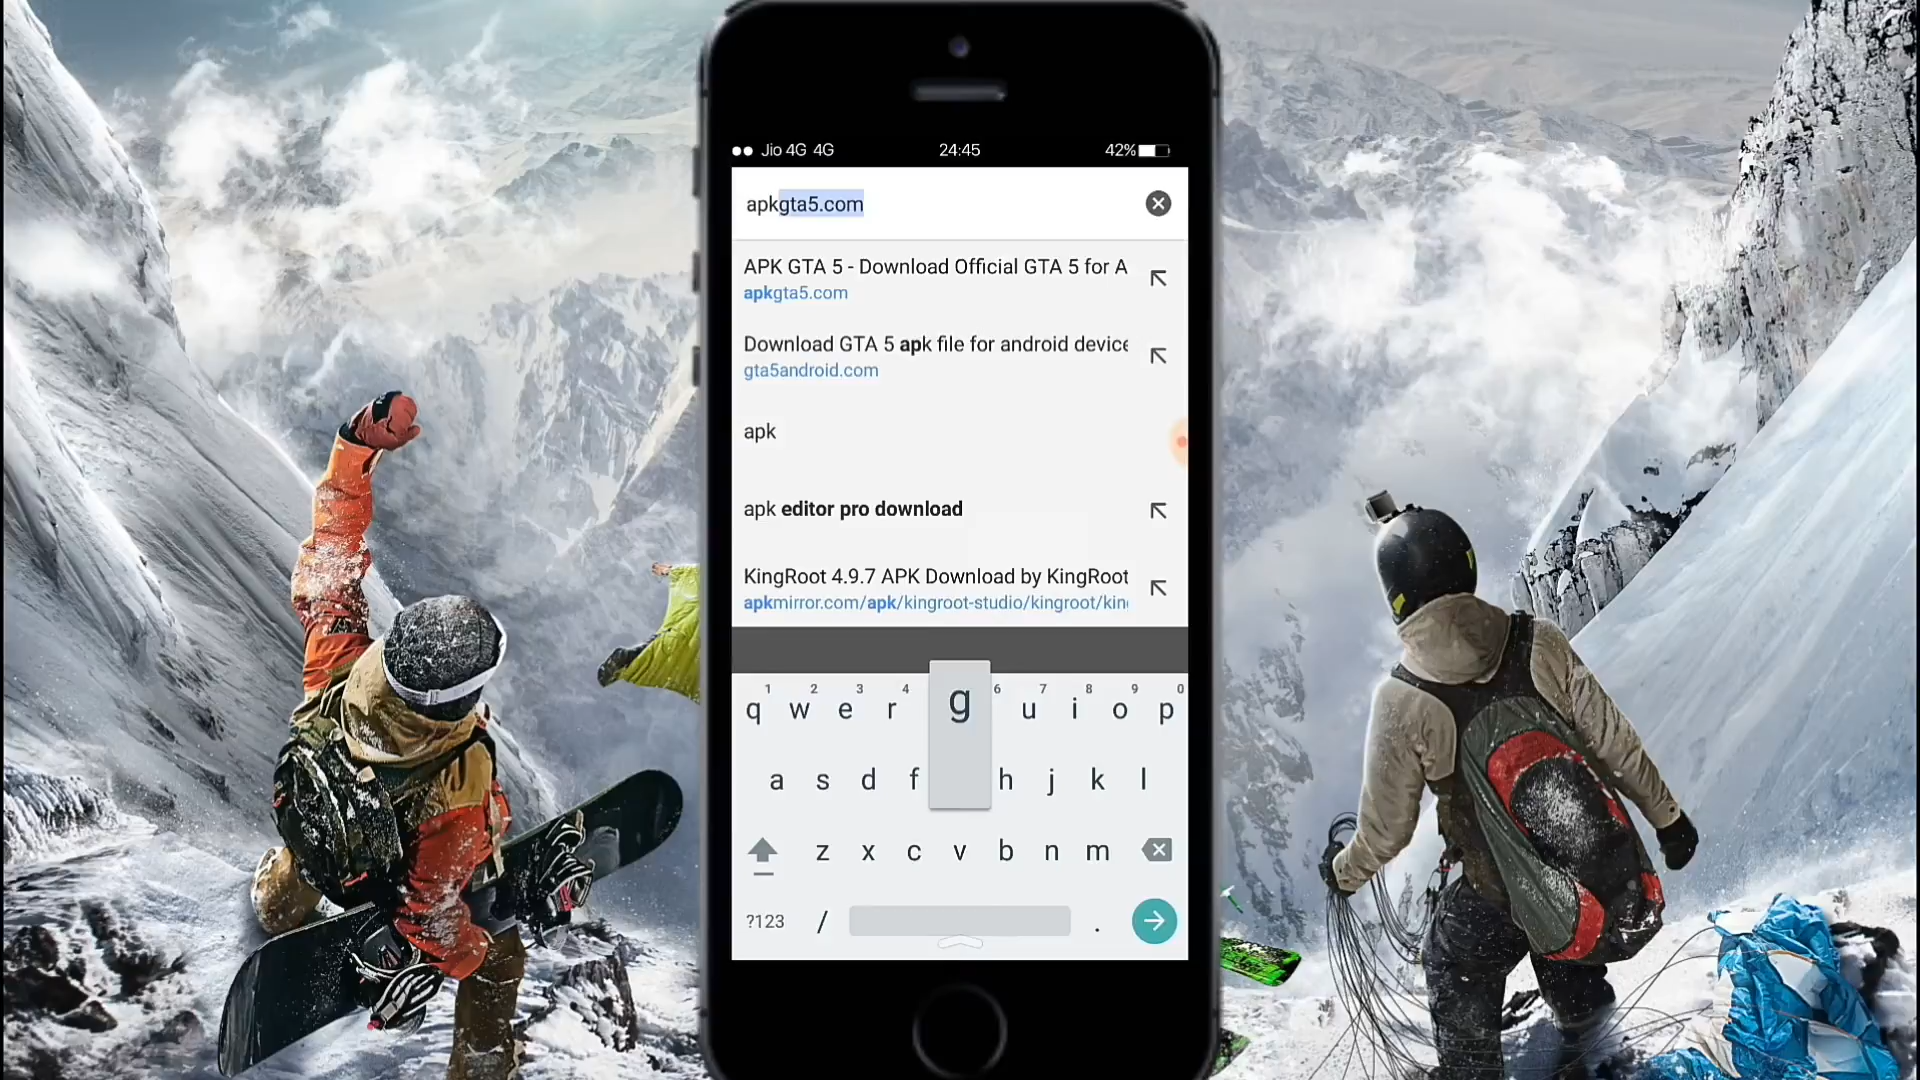 Jio 4G 4G 24:45 42%
apkgta5.com
APK GTA 5 - Download Official GTA 5 for A
apkgta5.com
Download GTA 5 apk file for android device
gta5android.com
apk
apk editor pro download
KingRoot 4.9.7 APK Download by KingRoot
apkmirror.com/apk/kingroot-studio/kingroot/kin
1 2 3 4 6 7 8 9 0
q w e r g u i o p
a s d f h j k l
z x c v b n m
?123 / .